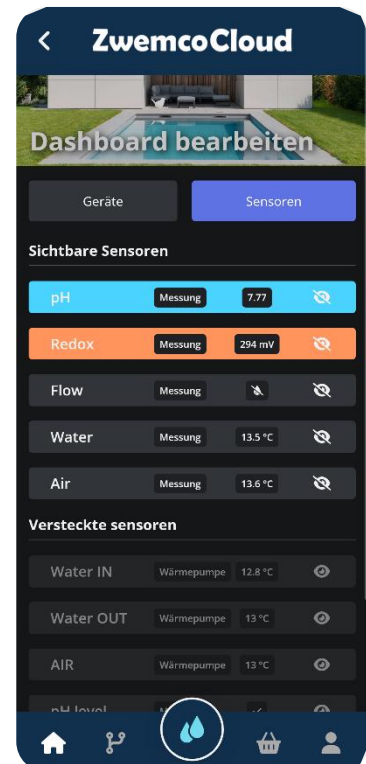 ZwemcoCloud
Dashboard bearbeiten
Geräte Sensoren
Sichtbare Sensoren
pH Messung 7.77
Redox Messung 294 mV
Flow Messung
Water Messung 13.5 °C
Air Messung 13.6 °C
Versteckte sensoren
Water IN Wärmepumpe 12.8 °C
Water OUT Wärmepumpe 13 °C
AIR Wärmepumpe 13 °C
pH level